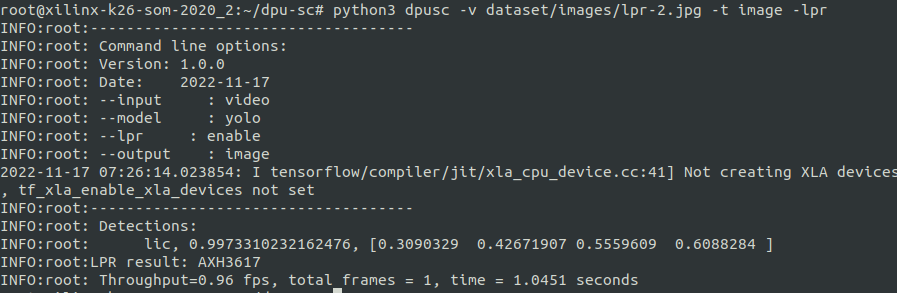 root@xilinx-k26-som-2020_2:~/dpu-sc# python3 dpusc -v dataset/images/lpr-2.jpg -t image -lpr
INFO:root:-----------------------------------
INFO:root: Command line options:
INFO:root: Version: 1.0.0
INFO:root: Date:    2022-11-17
INFO:root: --input     : video
INFO:root: --model     : yolo
INFO:root: --lpr     : enable
INFO:root: --output    : image
2022-11-17 07:26:14.023854: I tensorflow/compiler/jit/xla_cpu_device.cc:41] Not creating XLA devices
, tf_xla_enable_xla_devices not set
INFO:root:-----------------------------------
INFO:root: Detections:
INFO:root:      lic, 0.9973310232162476, [0.3090329  0.42671907 0.5559609  0.6088284 ]
INFO:root:LPR result: AXH3617
INFO:root: Throughput=0.96 fps, total frames = 1, time = 1.0451 seconds